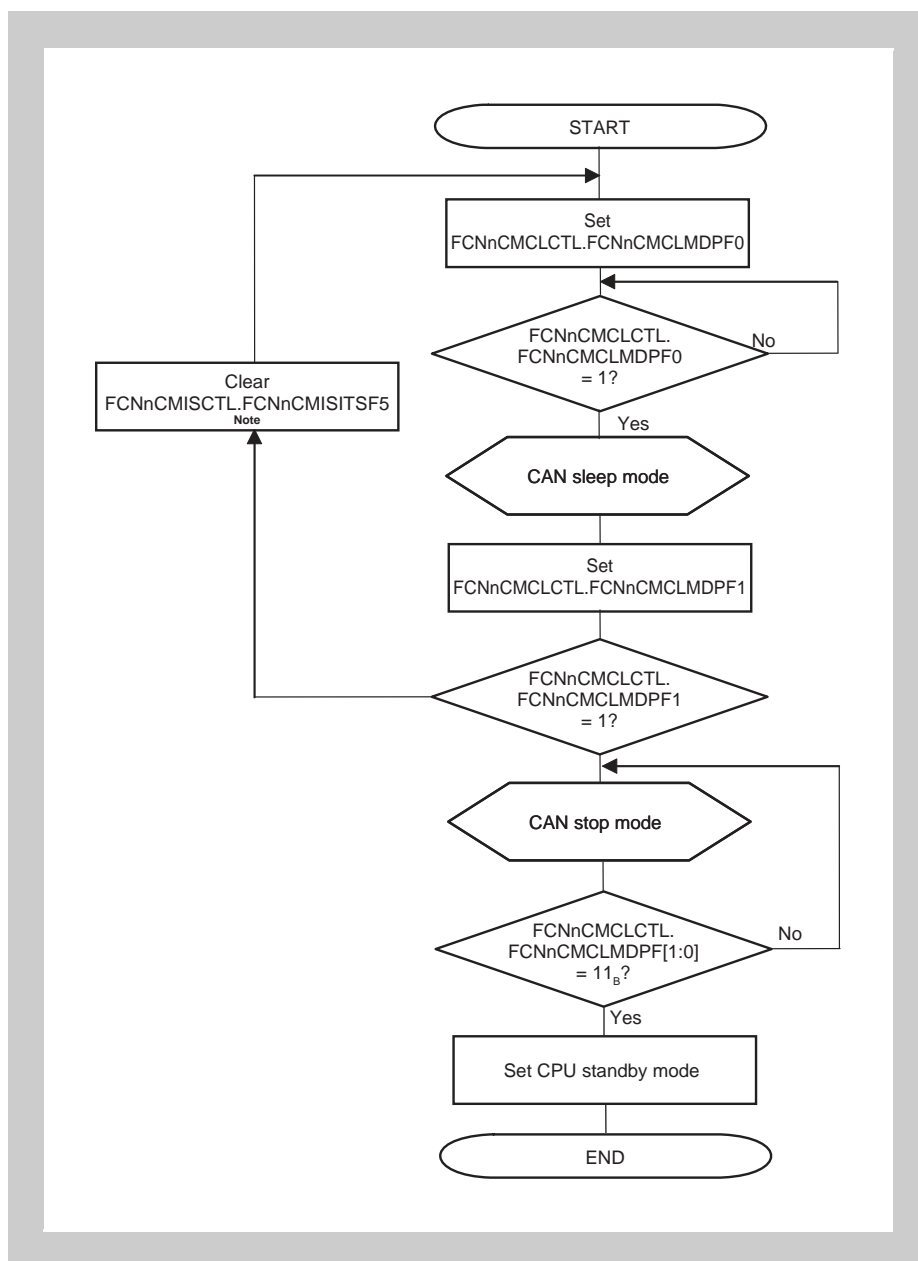 START
Set
FCNnCMCLCTL.FCNnCMCLMDPF0
FCNnCMCLCTL.
FCNnCMCLMDPF0
= 1?
No
Clear
FCNnCMISCTL.FCNnCMISITSF5
Note
Yes
CAN sleep mode
Set
FCNnCMCLCTL.FCNnCMCLMDPF1
FCNnCMCLCTL.
FCNnCMCLMDPF1
= 1?
CAN stop mode
FCNnCMCLCTL.
FCNnCMCLMDPF[1:0]
= 11B?
No
Yes
Set CPU standby mode
END